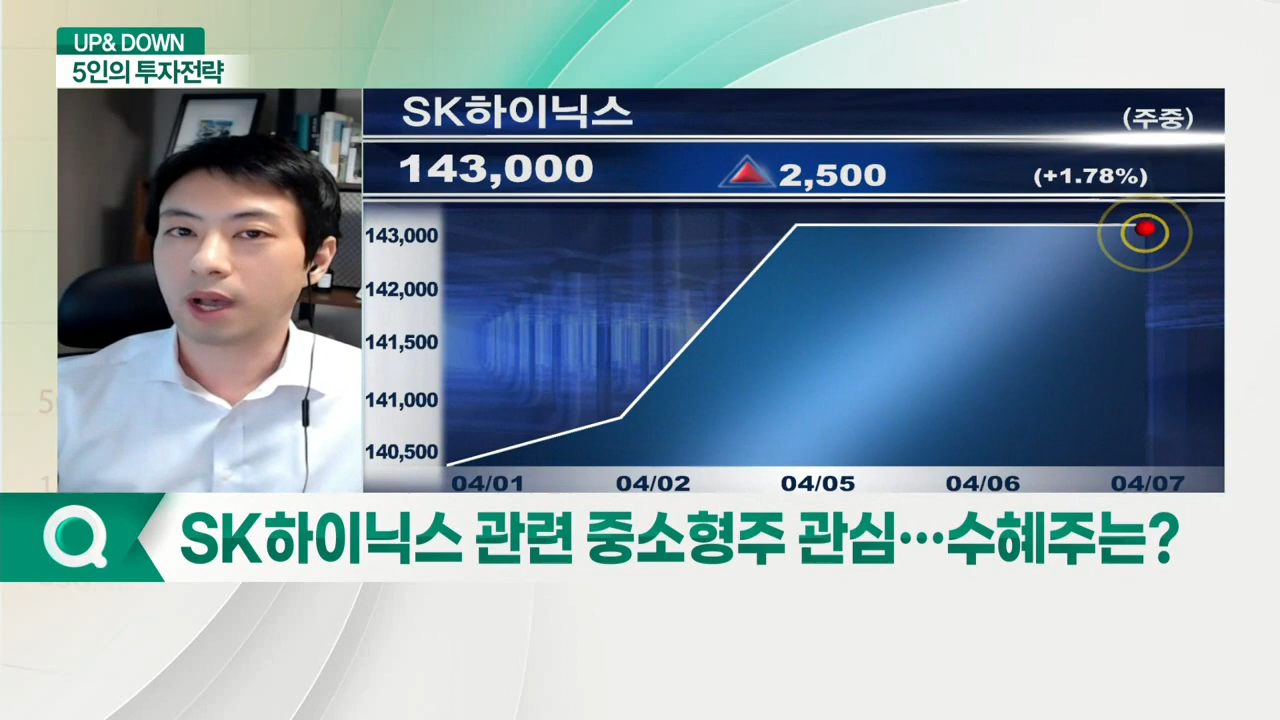 UP& DOWN
5인의 투자전략
SK하이닉스
(주중)
143,000
2,500
(+1.78%)
143,000
142,000
141,500
141,000
140,500
04/01 04/02 04/05 04/06 04/07
Q SK하이닉스 관련 중소형주 관심…수혜주는?